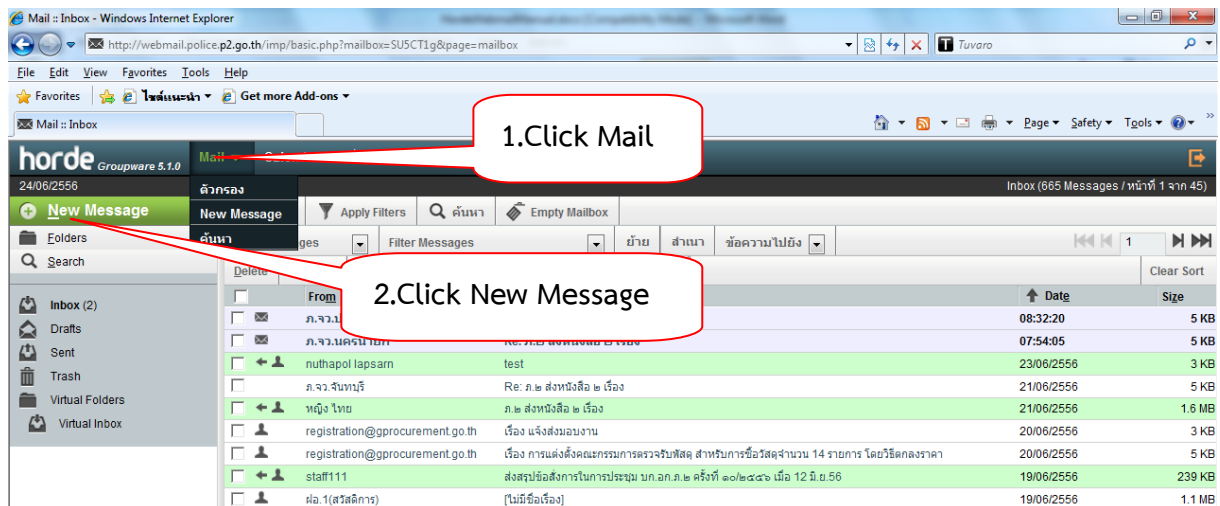 Mail :: Inbox - Windows Internet Explorer
http://webmail.police.p2.go.th/imp/basic.php?mailbox=SU5CT1g&page=mailbox
Tuvaro
File Edit View Favorites Tools Help
Favorites ไซต์แนะนำ Get more Add-ons
Mail :: Inbox
Page Safety Tools
1.Click Mail
horde Groupware 5.1.0 Mail
24/06/2556 Inbox (665 Messages / หน้าที่ 1 จาก 45)
ตัวกรอง
New Message New Message Apply Filters ค้นหา Empty Mailbox
Folders ค้นหา Filter Messages ย้าย สำเนา ข้อความไปยัง 1
Search Delete Clear Sort
2.Click New Message
From Date Size
Inbox (2)
Drafts
Sent
Trash
Virtual Folders
Virtual Inbox
08:32:20 5 KB
07:54:05 5 KB
nuthapol lapsarn test 23/06/2556 3 KB
ภ.จว.จันทบุรี Re: ภ.๒ ส่งหนังสือ ๒ เรื่อง 21/06/2556 5 KB
หญิง ไทย ภ.๒ ส่งหนังสือ ๒ เรื่อง 21/06/2556 1.6 MB
registration@gprocurement.go.th เรื่อง แจ้งส่งมอบงาน 20/06/2556 3 KB
registration@gprocurement.go.th เรื่อง การแต่งตั้งคณะกรรมการตรวจรับพัสดุ สำหรับการซื้อวัสดุจำนวน 14 รายการ โดยวิธีตกลงราคา 20/06/2556 5 KB
staff111 ส่งสรุปข้อสั่งการในการประชุม บก.อก.ภ.๒ ครั้งที่ ๑๐/๒๕๕๖ เมื่อ 12 มิ.ย.56 19/06/2556 239 KB
ฝอ.1(สวัสดิการ) [ไม่มีชื่อเรื่อง] 19/06/2556 1.1 MB